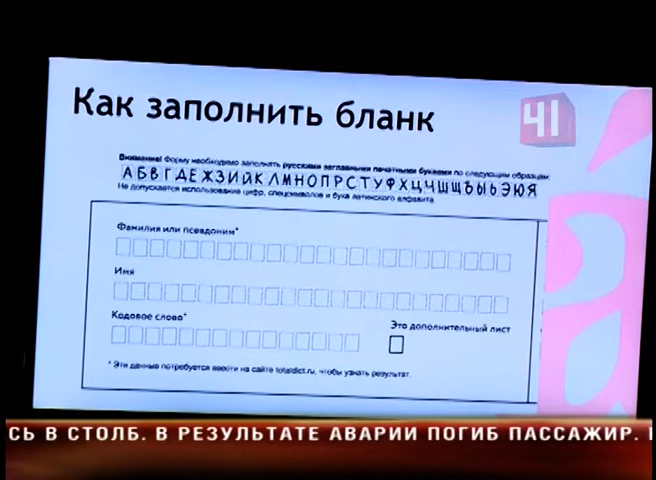 Как заполнить бланк
41
Внимание! Форму необходимо заполнять русскими заглавными печатными буквами по следующим образцам:
АБВГДЕЖЗИЙКЛМНОПРСТУФХЦЧШЩЪЫЬЭЮЯ
Не допускается использование цифр, спецсимволов и букв латинского алфавита.
Фамилия или псевдоним*
Имя
Кодовое слово*
Это дополнительный лист
* Эти данные потребуется ввести на сайте totaldict.ru, чтобы узнать результат.
СЬ В СТОЛБ. В РЕЗУЛЬТАТЕ АВАРИИ ПОГИБ ПАССАЖИР.